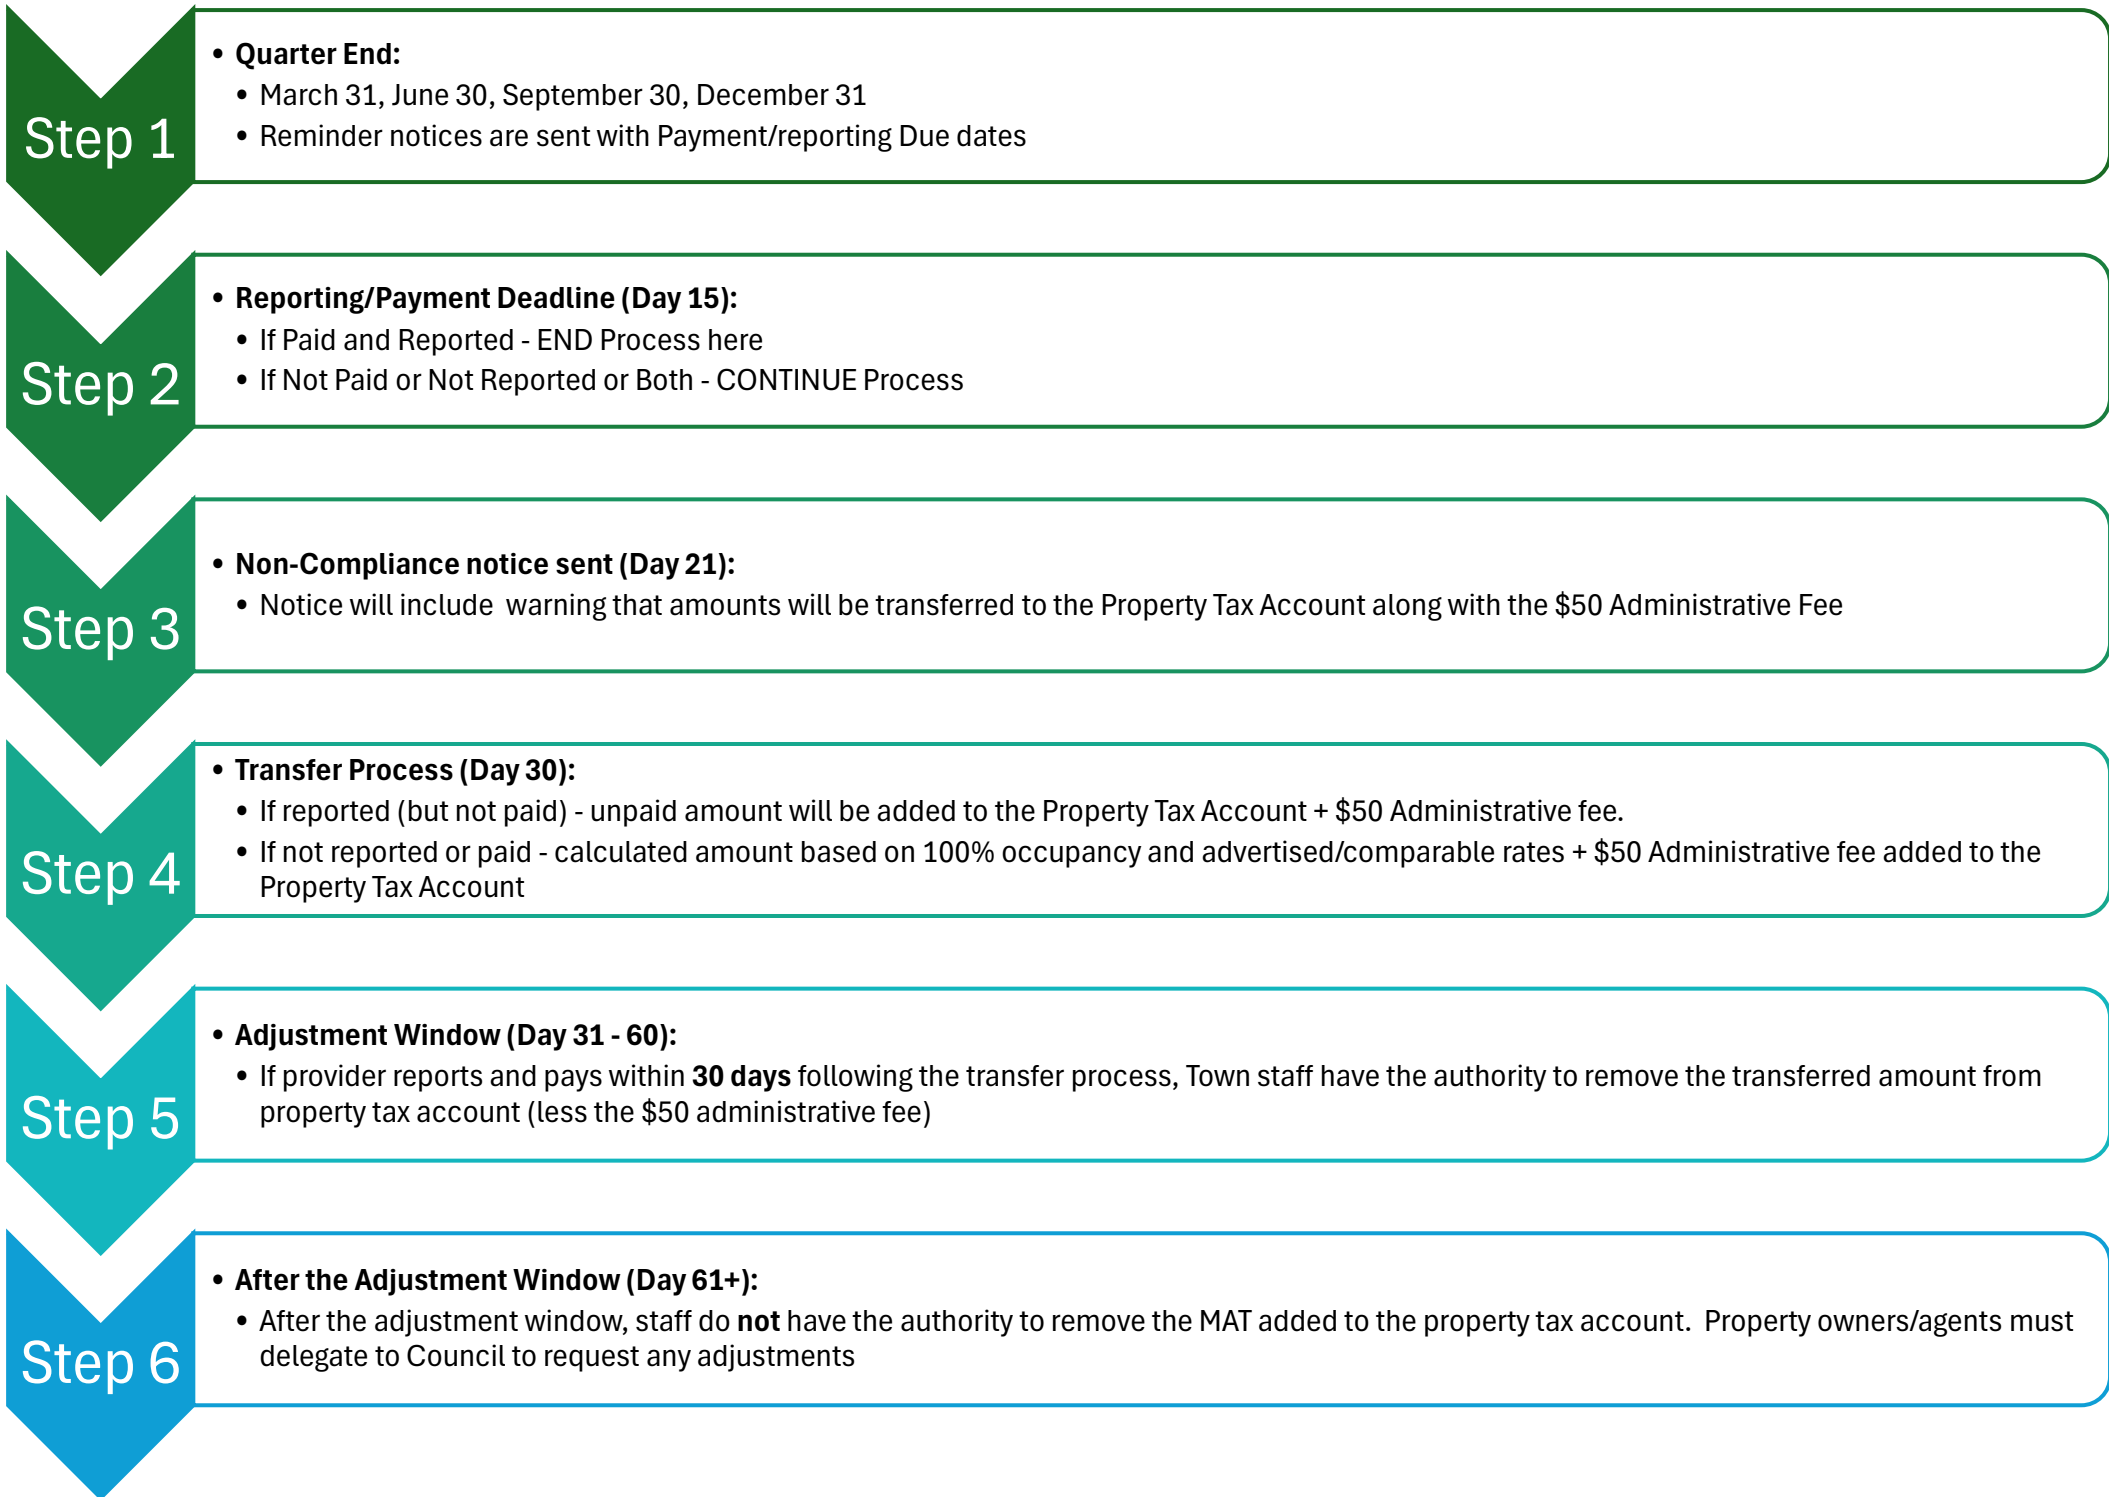 Step 1
• Quarter End:
• March 31, June 30, September 30, December 31
• Reminder notices are sent with Payment/reporting Due dates
Step 2
• Reporting/Payment Deadline (Day 15):
• If Paid and Reported - END Process here
• If Not Paid or Not Reported or Both - CONTINUE Process
Step 3
• Non-Compliance notice sent (Day 21):
• Notice will include  warning that amounts will be transferred to the Property Tax Account along with the $50 Administrative Fee
Step 4
• Transfer Process (Day 30):
• If reported (but not paid) - unpaid amount will be added to the Property Tax Account + $50 Administrative fee.
• If not reported or paid - calculated amount based on 100% occupancy and advertised/comparable rates + $50 Administrative fee added to the
Property Tax Account
Step 5
• Adjustment Window (Day 31 - 60):
• If provider reports and pays within 30 days following the transfer process, Town staff have the authority to remove the transferred amount from
property tax account (less the $50 administrative fee)
Step 6
• After the Adjustment Window (Day 61+):
• After the adjustment window, staff do not have the authority to remove the MAT added to the property tax account.  Property owners/agents must
delegate to Council to request any adjustments